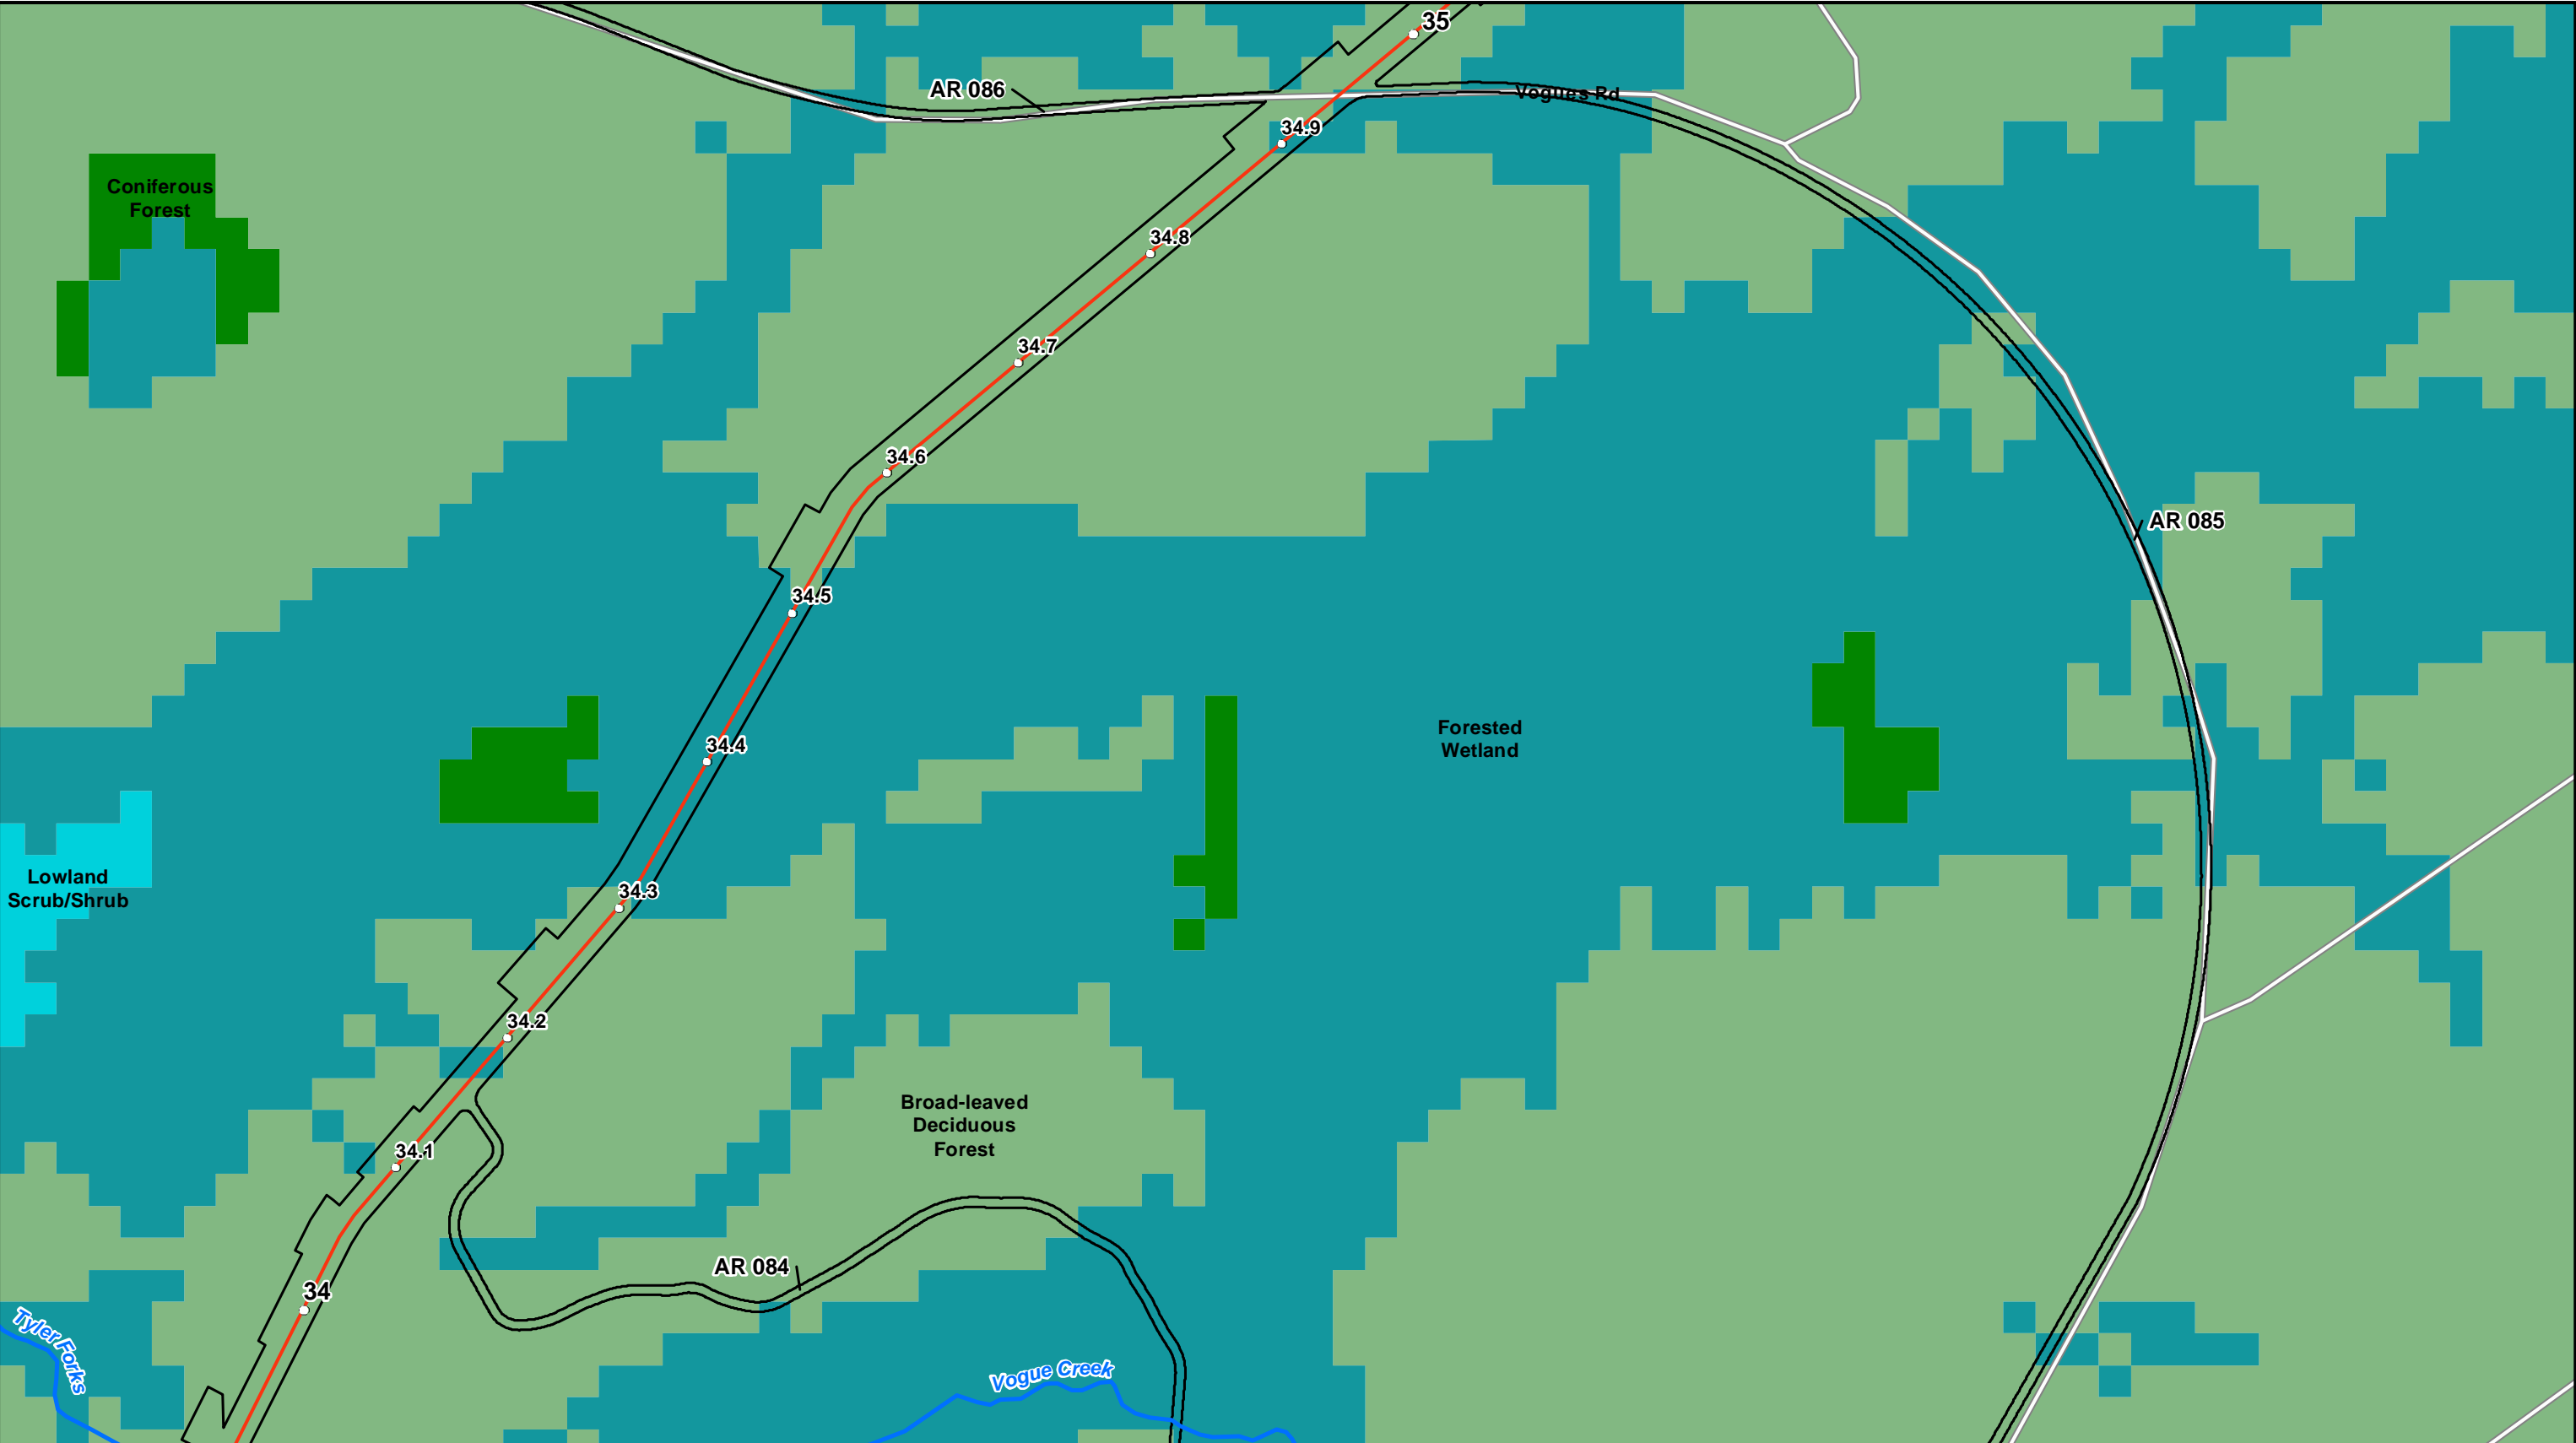 35
AR 086
Vogues Rd
34.9
Coniferous
Forest
34.8
34.7
34.6
AR 085
34.5
Forested
Wetland
34.4
Lowland
Scrub/Shrub
34.3
34.2
Broad-leaved
Deciduous
Forest
34.1
AR 084
34
Tyler Forks
Vogue Creek